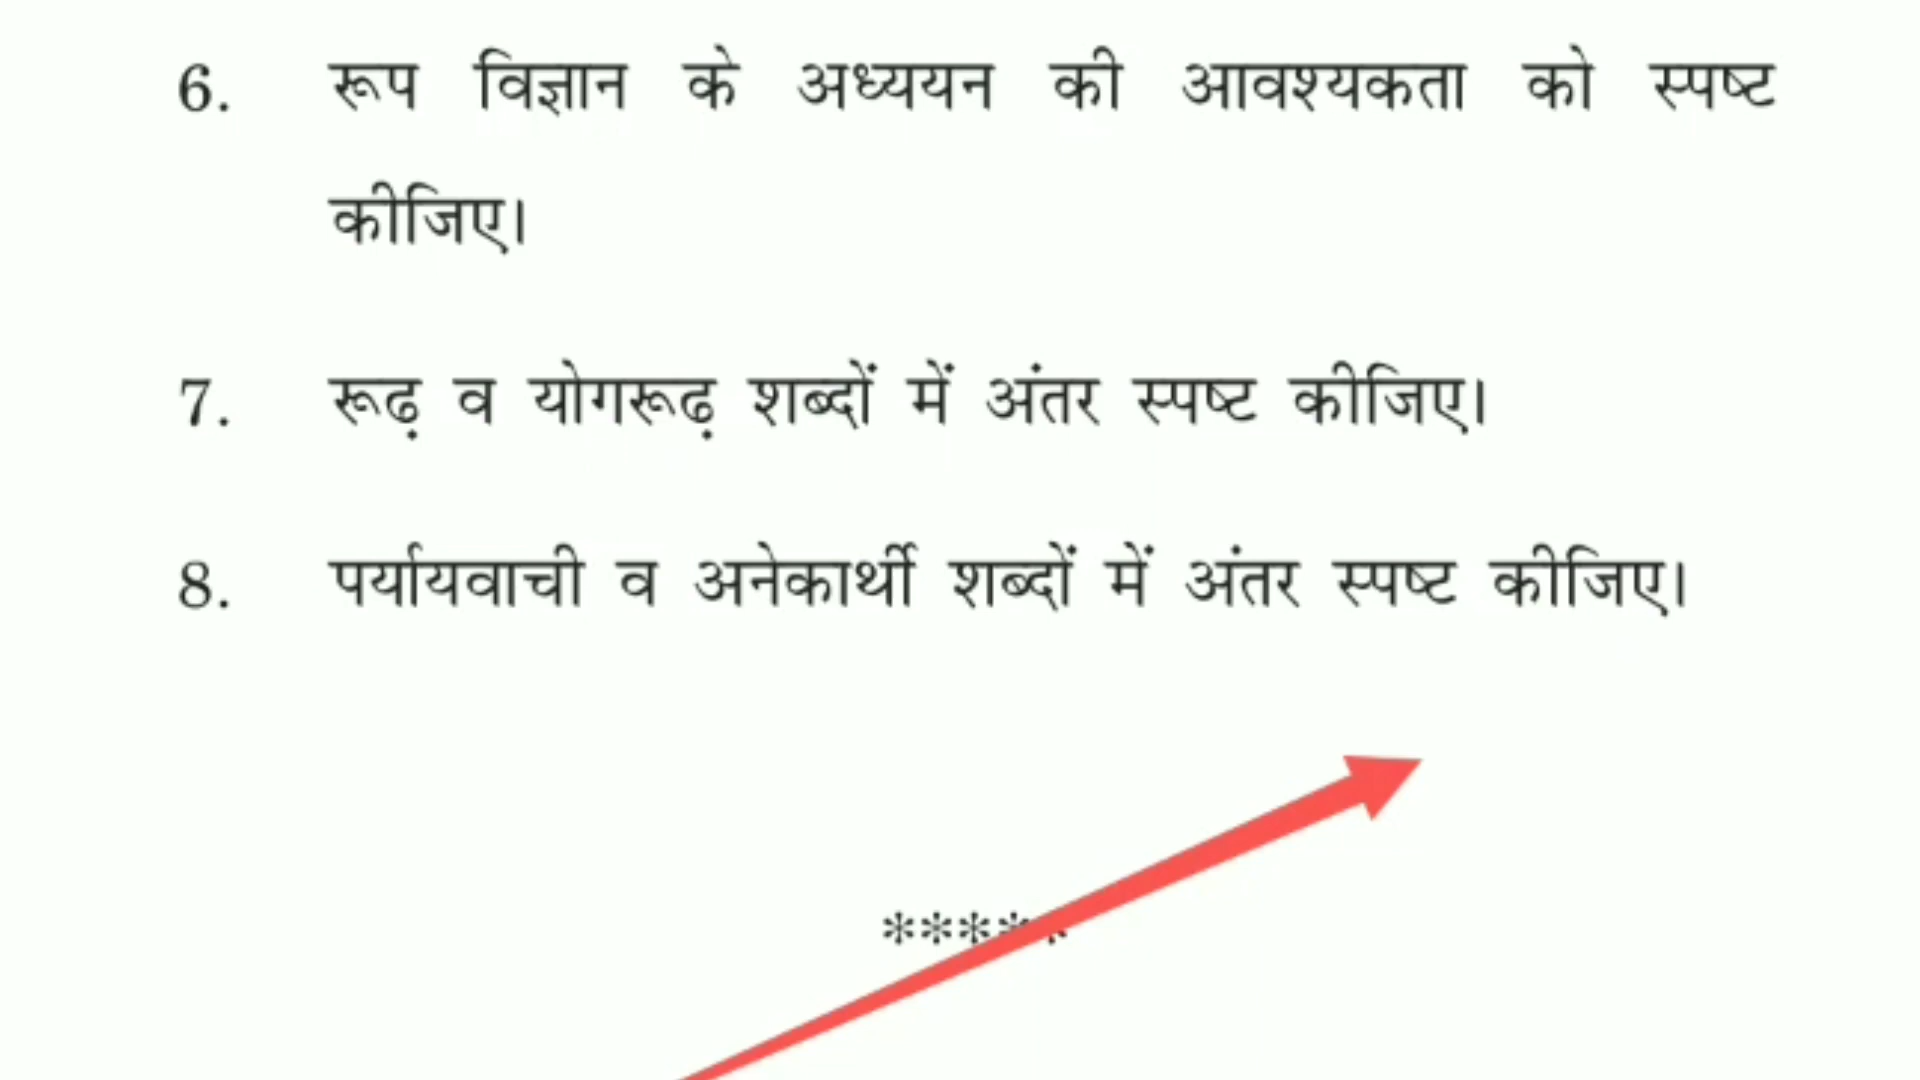 6. रूप विज्ञान के अध्ययन की आवश्यकता को स्पष्ट
कीजिए।
7. रूढ़ व योगरूढ़ शब्दों में अंतर स्पष्ट कीजिए।
8. पर्यायवाची व अनेकार्थी शब्दों में अंतर स्पष्ट कीजिए।
*****